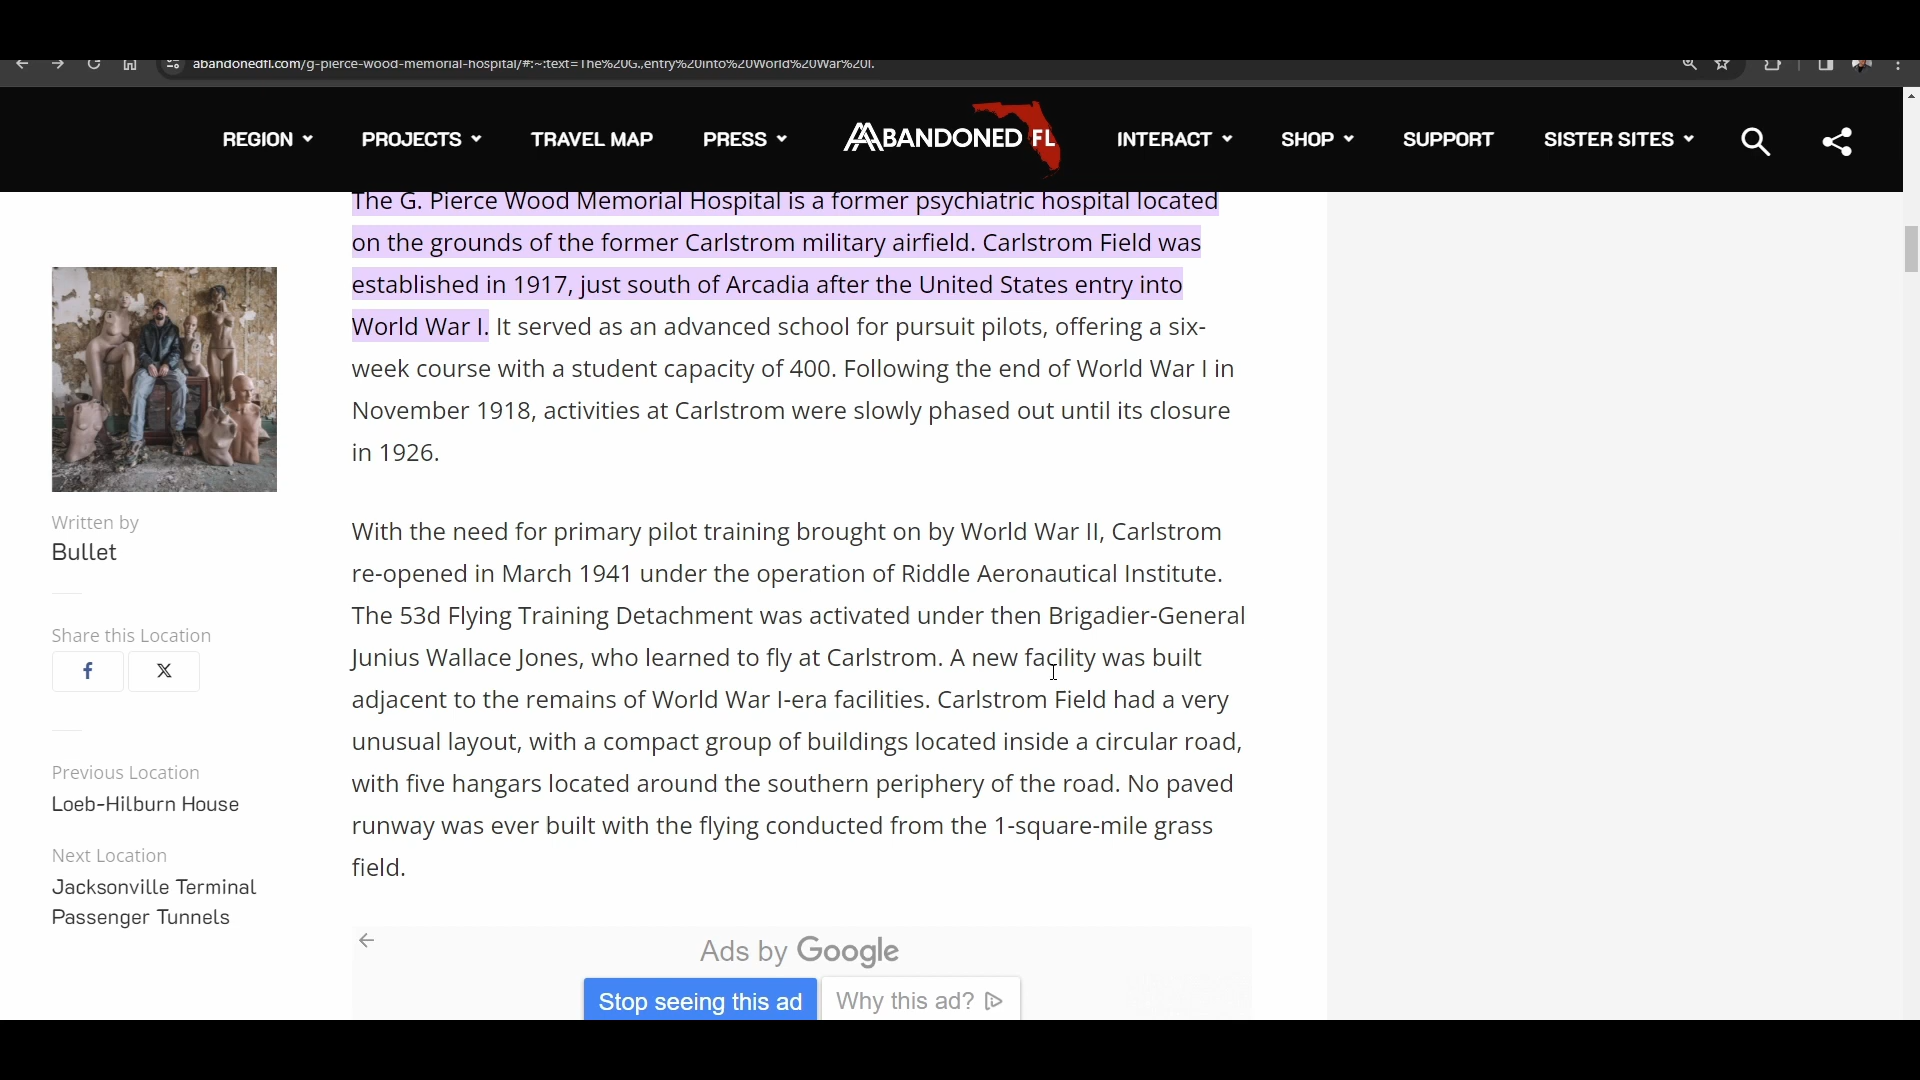 abandonedfl.com/g-pierce-wood-memorial-hospital/#:~:text=The%20G.,entry%20into%20World%20War%20I.
REGION PROJECTS TRAVEL MAP PRESS ABANDONED FL INTERACT SHOP SUPPORT SISTER SITES
The G. Pierce Wood Memorial Hospital is a former psychiatric hospital located
on the grounds of the former Carlstrom military airfield. Carlstrom Field was
established in 1917, just south of Arcadia after the United States entry into
World War I. It served as an advanced school for pursuit pilots, offering a six-
week course with a student capacity of 400. Following the end of World War I in
November 1918, activities at Carlstrom were slowly phased out until its closure
in 1926.
Written by
Bullet
Share this Location
f X
Previous Location
Loeb-Hilburn House
Next Location
Jacksonville Terminal
Passenger Tunnels
With the need for primary pilot training brought on by World War II, Carlstrom
re-opened in March 1941 under the operation of Riddle Aeronautical Institute.
The 53d Flying Training Detachment was activated under then Brigadier-General
Junius Wallace Jones, who learned to fly at Carlstrom. A new facility was built
adjacent to the remains of World War I-era facilities. Carlstrom Field had a very
unusual layout, with a compact group of buildings located inside a circular road,
with five hangars located around the southern periphery of the road. No paved
runway was ever built with the flying conducted from the 1-square-mile grass
field.
Ads by Google
Stop seeing this ad Why this ad?